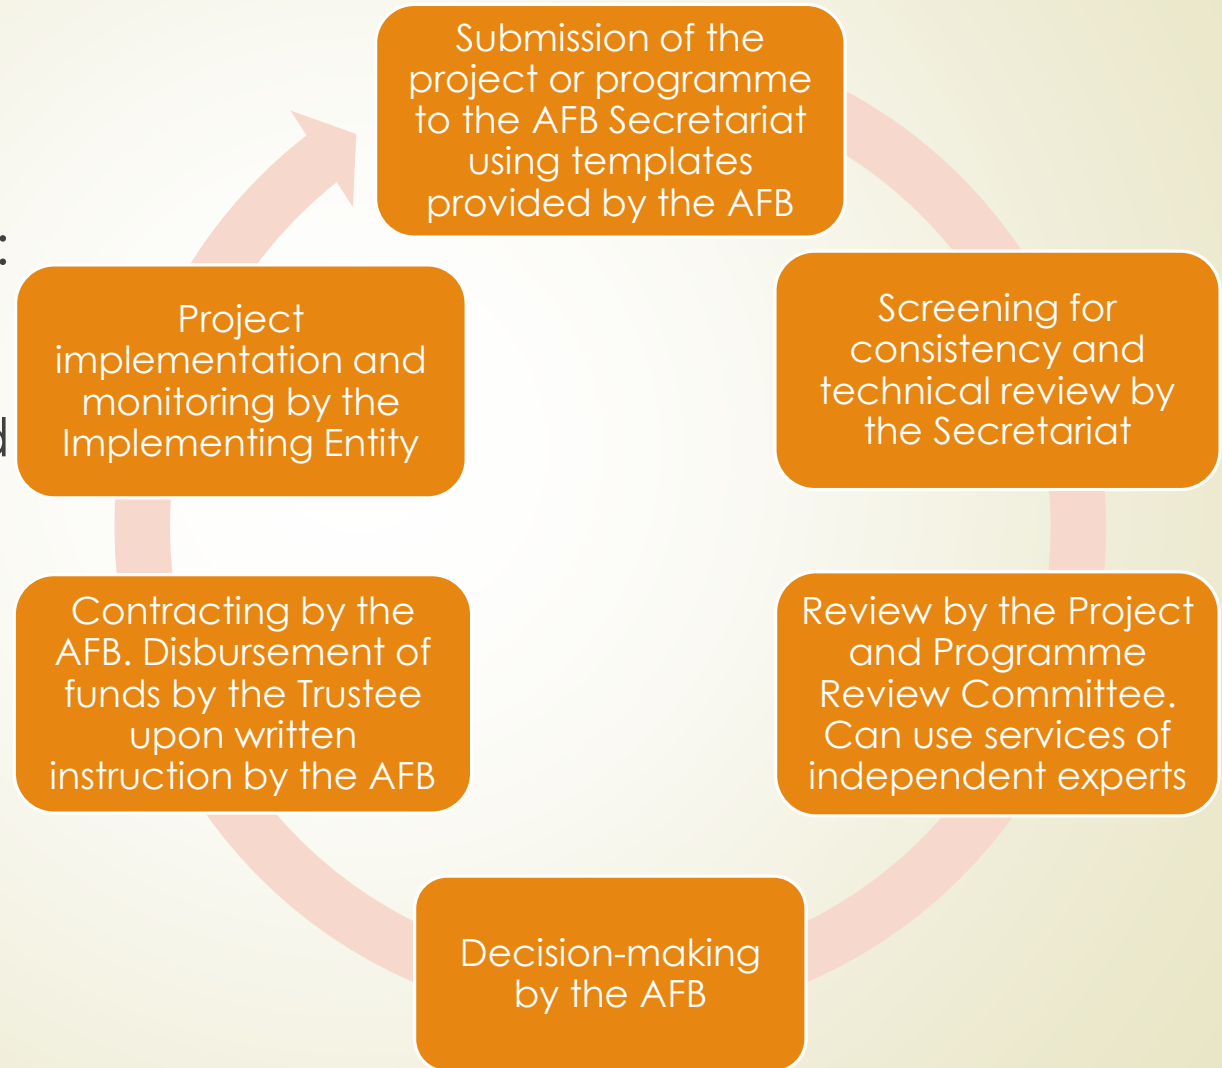 Submission of the
project or programme
to the AFB Secretariat
using templates
provided by the AFB
Screening for
consistency and
technical review by
the Secretariat
Review by the Project
and Programme
Review Committee.
Can use services of
independent experts
Decision-making
by the AFB
Contracting by the
AFB. Disbursement of
funds by the Trustee
upon written
instruction by the AFB
Project
implementation and
monitoring by the
Implementing Entity
: